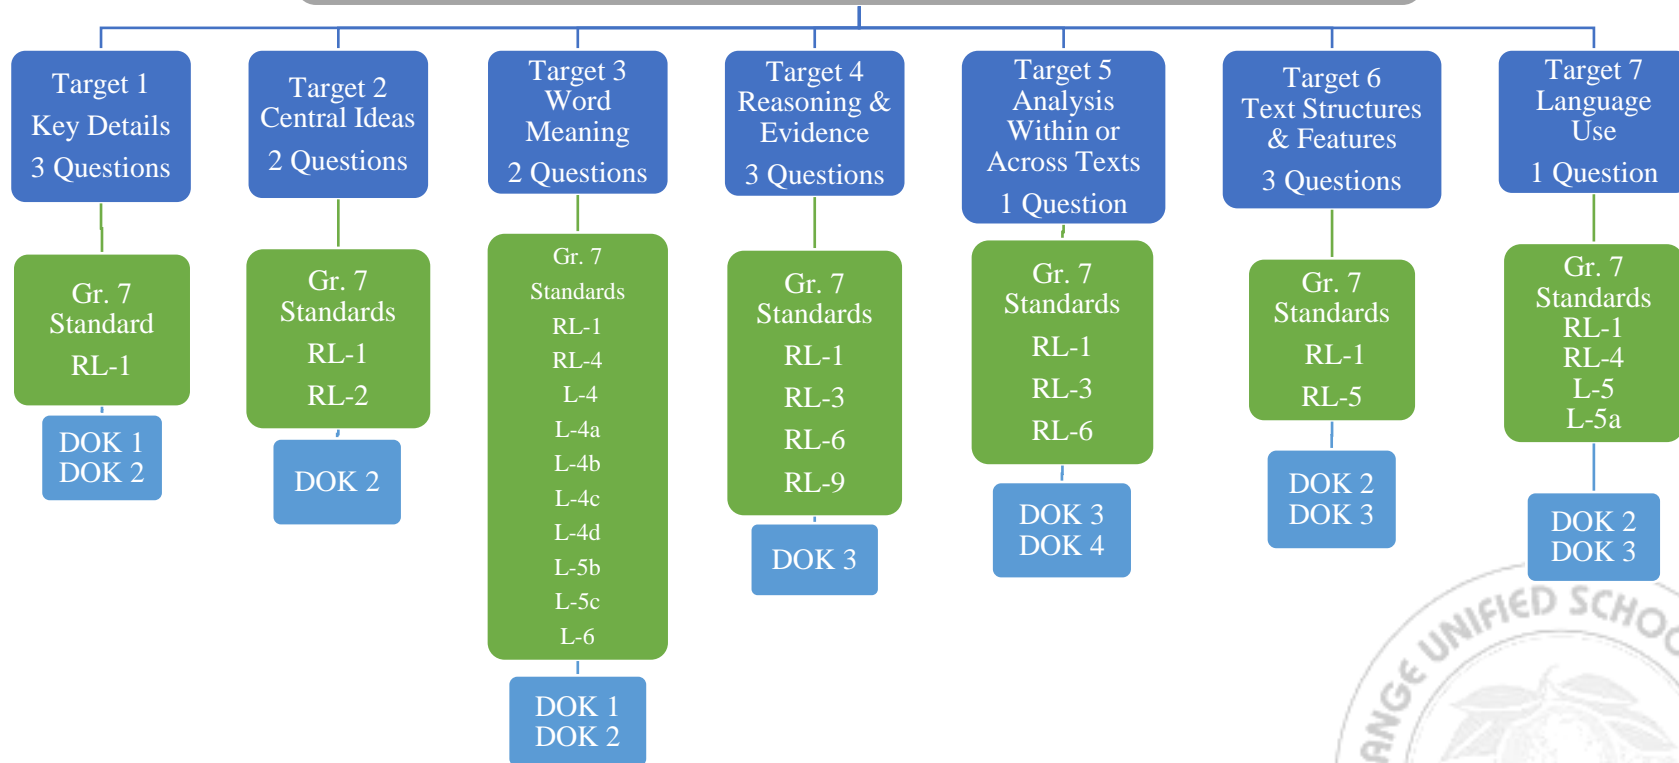 Target 1
Key Details
3 Questions
Gr. 7
Standard
RL-1
DOK 1
DOK 2
Target 2
Central Ideas
2 Questions
Gr. 7
Standards
RL-1
RL-2
DOK 2
Target 3
Word
Meaning
2 Questions
Gr. 7
Standards
RL-1
RL-4
L-4
L-4a
L-4b
L-4c
L-4d
L-5b
L-5c
L-6
DOK 1
DOK 2
Target 4
Reasoning &
Evidence
3 Questions
Gr. 7
Standards
RL-1
RL-3
RL-6
RL-9
DOK 3
Target 5
Analysis
Within or
Across Texts
1 Question
Gr. 7
Standards
RL-1
RL-3
RL-6
DOK 3
DOK 4
Target 6
Text Structures
& Features
3 Questions
Gr. 7
Standards
RL-1
RL-5
DOK 2
DOK 3
Target 7
Language
Use
1 Question
Gr. 7
Standards
RL-1
RL-4
L-5
L-5a
DOK 2
DOK 3
ANGE UNIFIED SCHOO